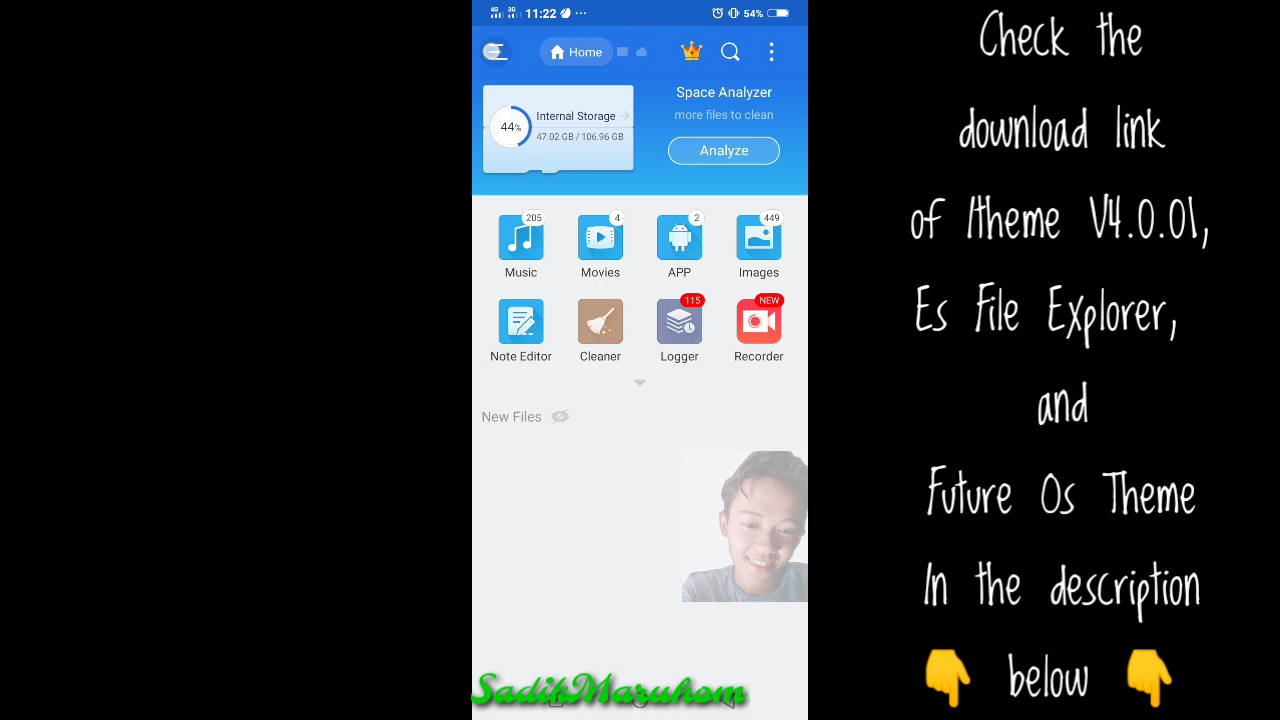 4G 3G 11:22 ... 54%
Home
Space Analyzer
more files to clean
Analyze
44%
Internal Storage
47.02 GB / 106.96 GB
205 4 2 449
Music Movies APP Images
115 NEW
Note Editor Cleaner Logger Recorder
New Files
SadikMaruhom
Check the
download link
of Itheme V4.0.01,
Es File Explorer,
and
Future Os Theme
In the description
👇 below 👇